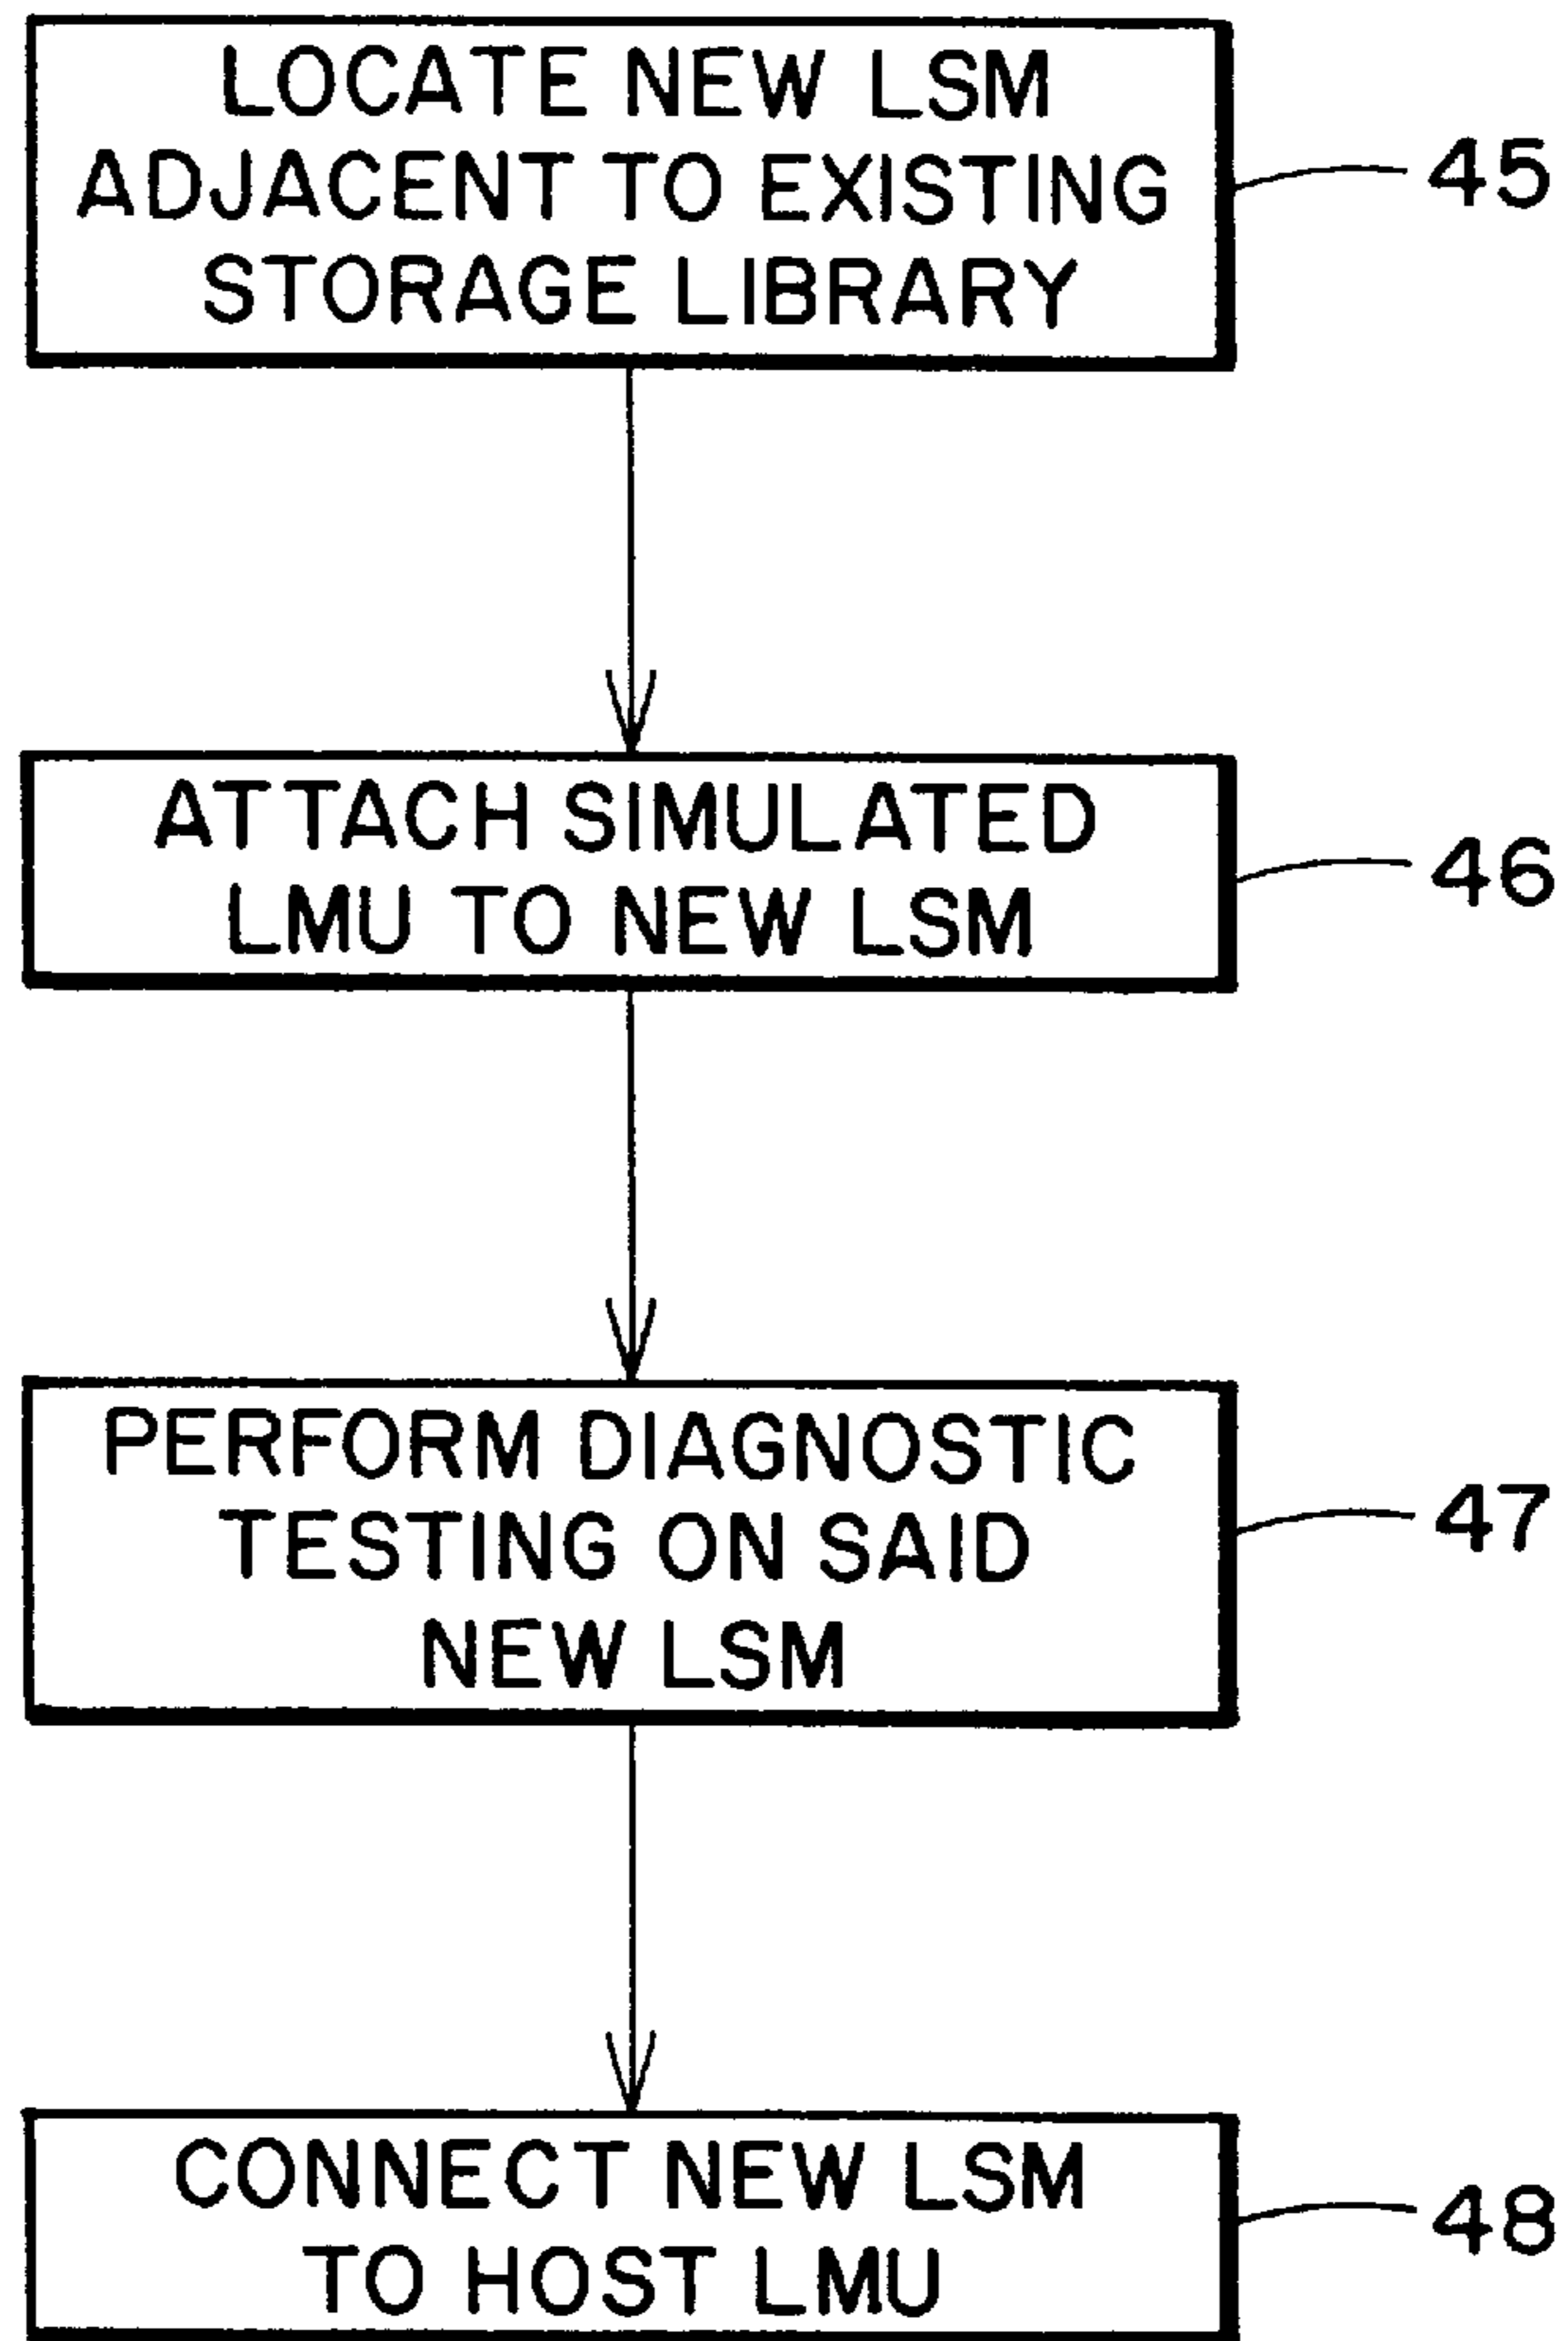 LOCATE NEW LSM
ADJACENT TO EXISTING
STORAGE LIBRARY
45
ATTACH SIMULATED
LMU TO NEW LSM
46
PERFORM DIAGNOSTIC
TESTING ON SAID
NEW LSM
47
CONNECT NEW LSM
TO HOST LMU
48